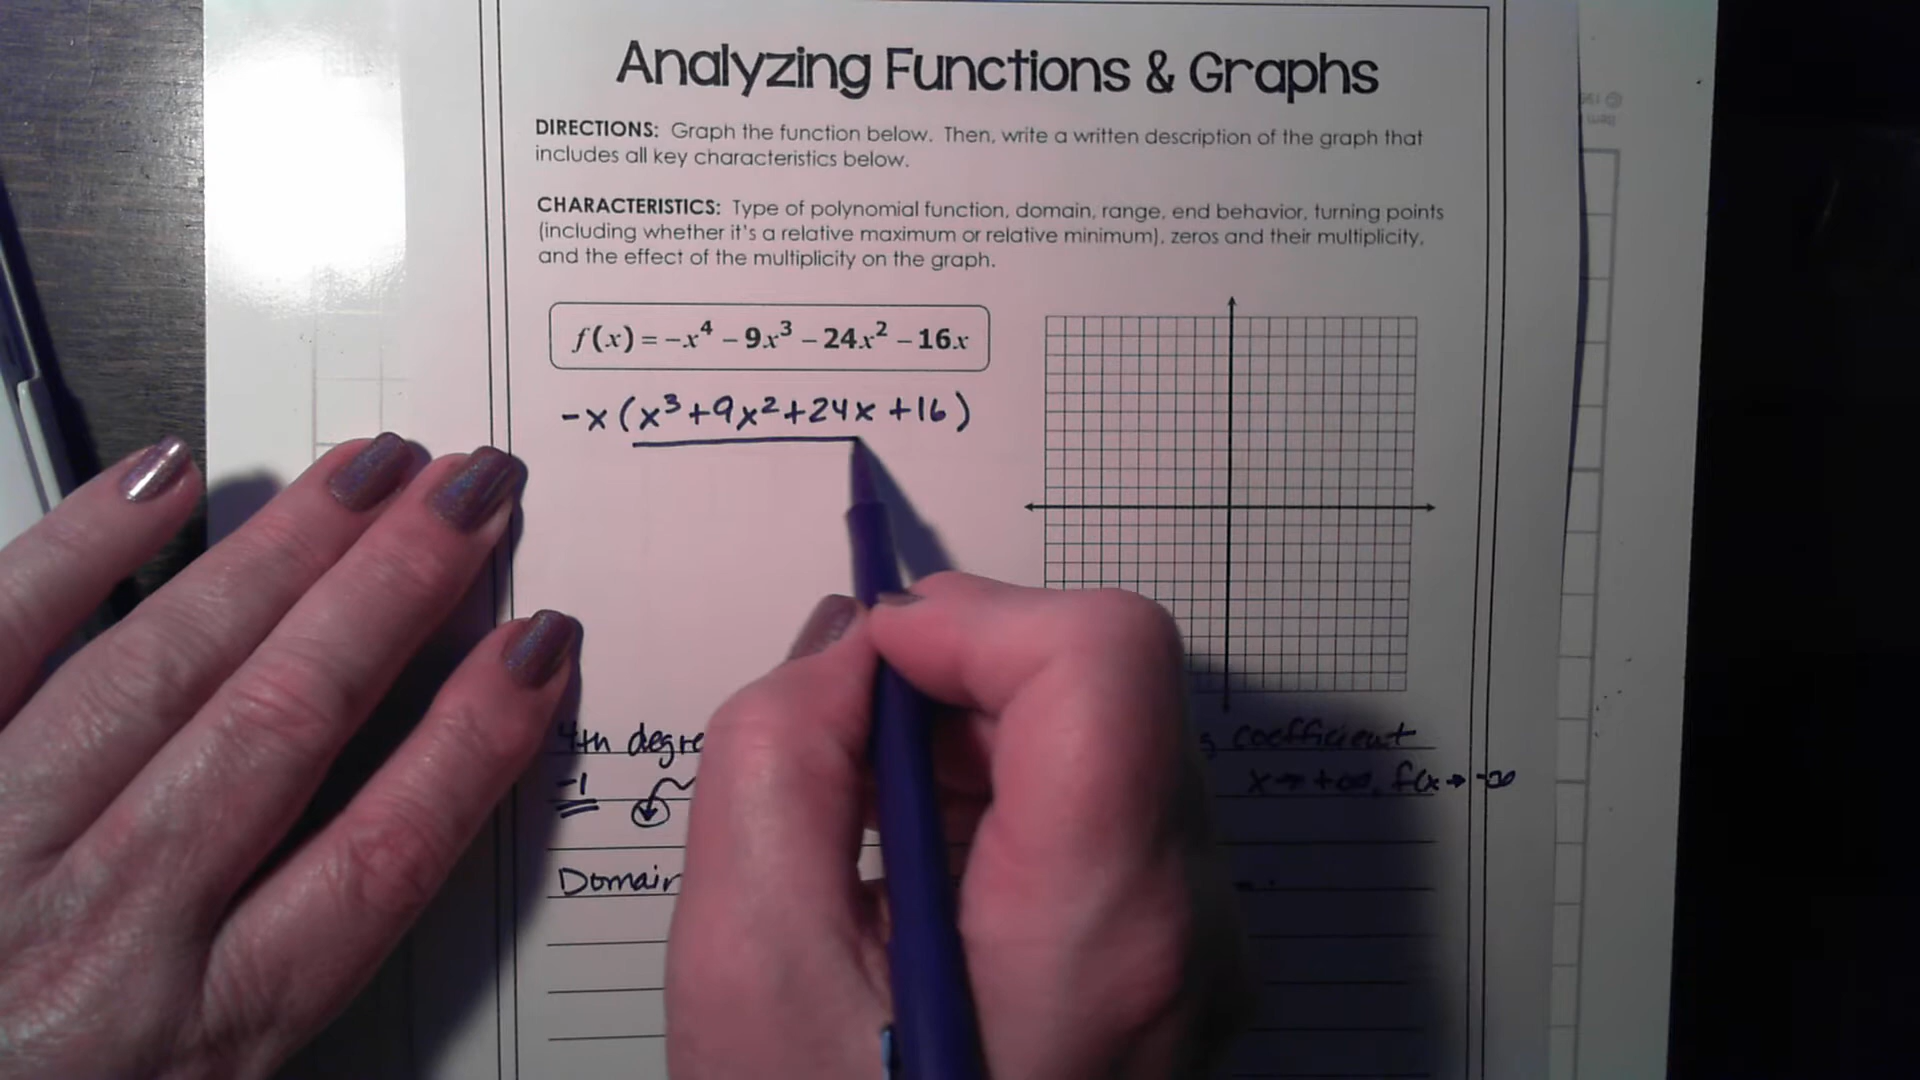 Analyzing Functions & Graphs
DIRECTIONS: Graph the function below. Then, write a written description of the graph that
includes all key characteristics below.
CHARACTERISTICS: Type of polynomial function, domain, range, end behavior, turning points
(including whether it's a relative maximum or relative minimum), zeros and their multiplicity,
and the effect of the multiplicity on the graph.
f(x) = −x⁴ − 9x³ − 24x² − 16x
-x(x³+9x²+24x+16)
4th degre coefficient
-1 x→+∞, f(x→-∞
Domain